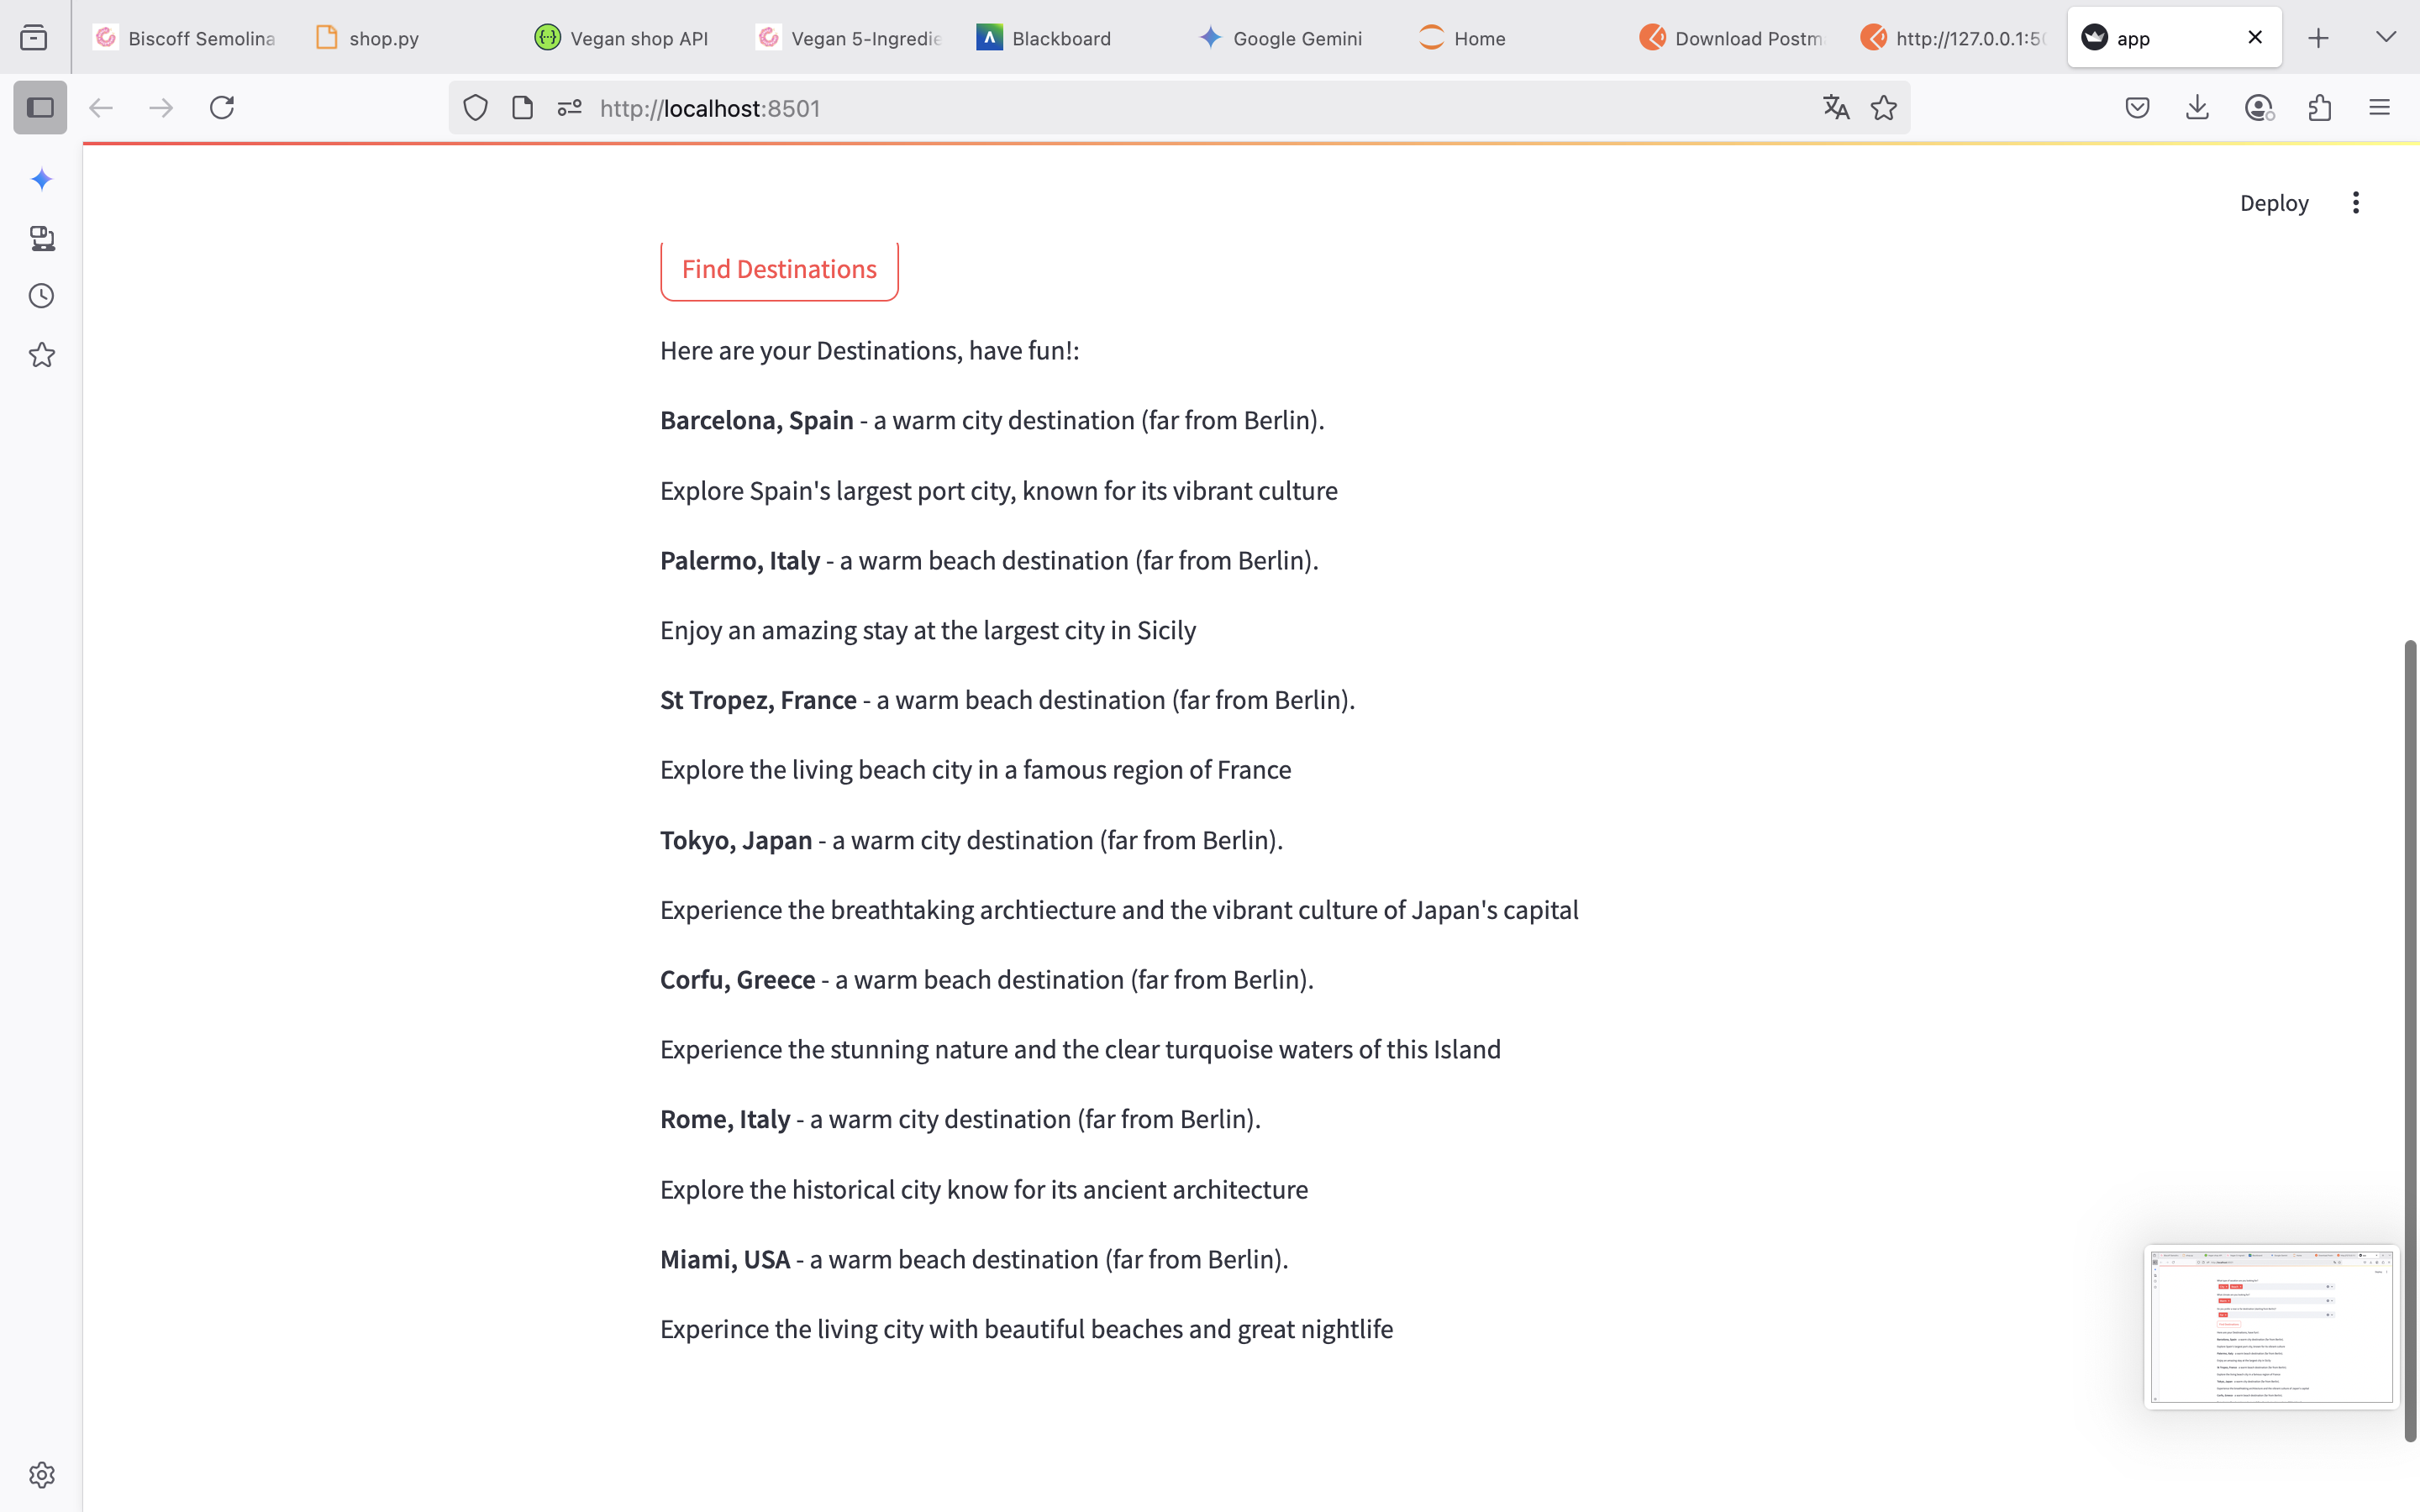 Biscoff Semolina
shop.py
Vegan shop API
Vegan 5-Ingredie
Blackboard
Google Gemini
Home
Download Postm
http://127.0.0.1:50
app
http://localhost:8501
Deploy
Find Destinations
Here are your Destinations, have fun!:
Barcelona, Spain - a warm city destination (far from Berlin).
Explore Spain's largest port city, known for its vibrant culture
Palermo, Italy - a warm beach destination (far from Berlin).
Enjoy an amazing stay at the largest city in Sicily
St Tropez, France - a warm beach destination (far from Berlin).
Explore the living beach city in a famous region of France
Tokyo, Japan - a warm city destination (far from Berlin).
Experience the breathtaking archtiecture and the vibrant culture of Japan's capital
Corfu, Greece - a warm beach destination (far from Berlin).
Experience the stunning nature and the clear turquoise waters of this Island
Rome, Italy - a warm city destination (far from Berlin).
Explore the historical city know for its ancient architecture
Miami, USA - a warm beach destination (far from Berlin).
Experince the living city with beautiful beaches and great nightlife